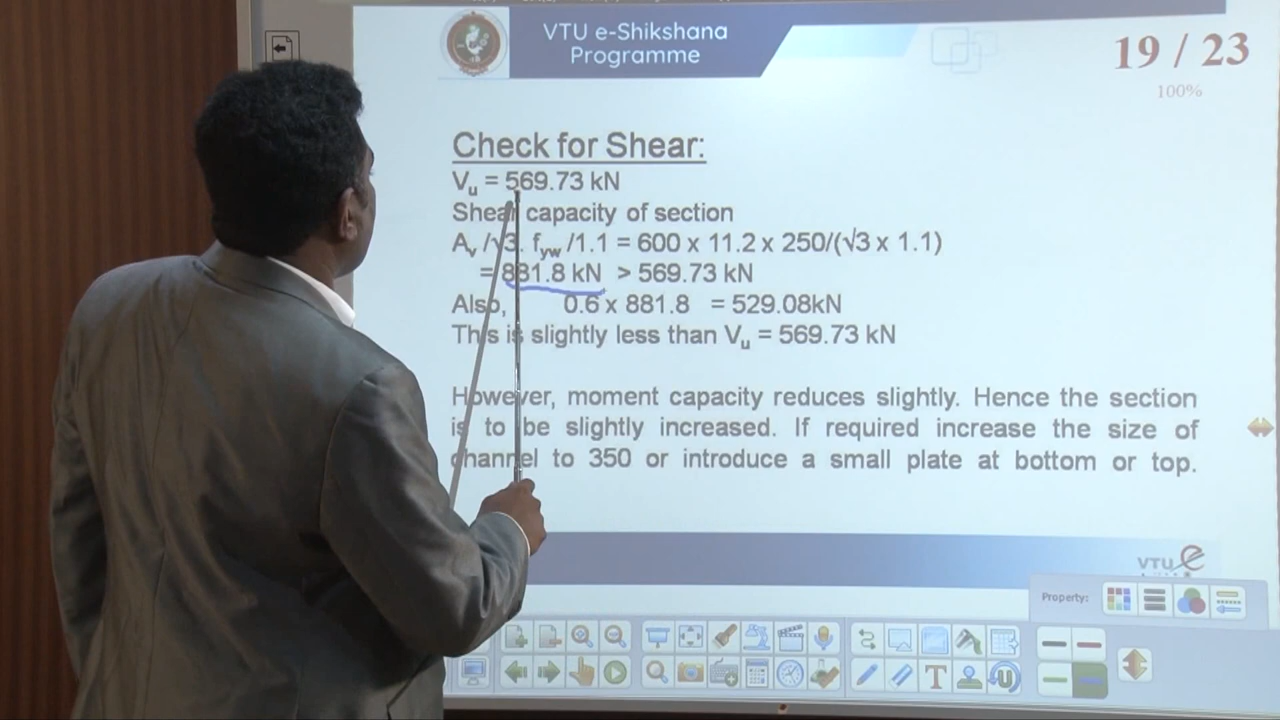 VTU e-Shikshana
Programme
19 / 23
100%
Check for Shear:
Vu = 569.73 kN
Shear capacity of section
Av /√3. fyw /1.1 = 600 x 11.2 x 250/(√3 x 1.1)
= 881.8 kN > 569.73 kN
Also, 0.6 x 881.8 = 529.08kN
This is slightly less than Vu = 569.73 kN
However, moment capacity reduces slightly. Hence the section
is to be slightly increased. If required increase the size of
channel to 350 or introduce a small plate at bottom or top.
VTU e
Property: